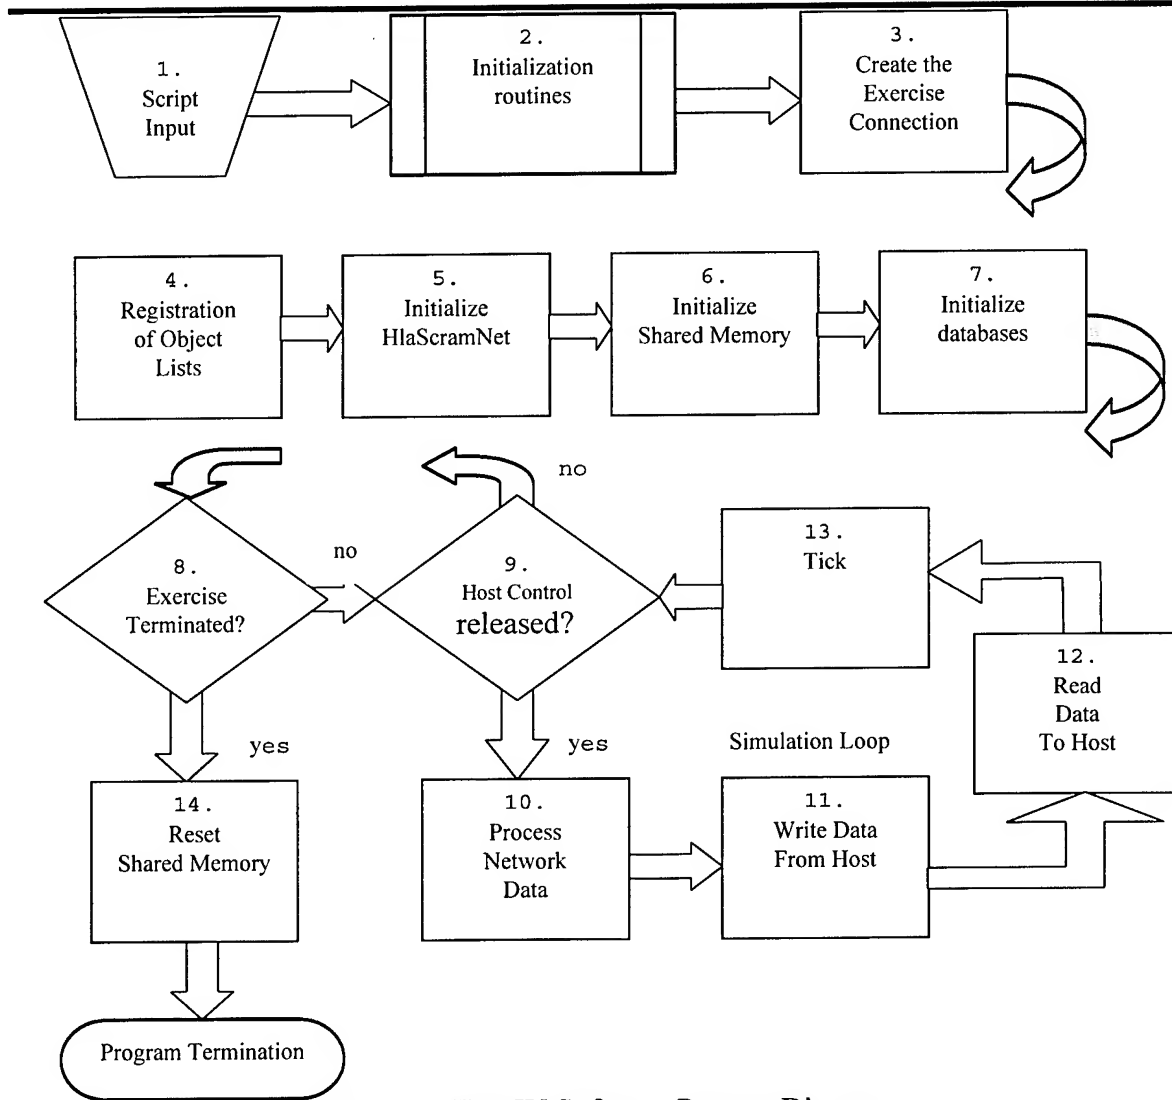 1.
Script
Input
2.
Initialization
routines
3.
Create the
Exercise
Connection
4.
Registration
of Object
Lists
5.
Initialize
HlaScramNet
6.
Initialize
Shared Memory
7.
Initialize
databases
no
no
8.
Exercise
Terminated?
9.
Host Control
released?
13.
Tick
12.
Read
Data
To Host
yes
yes
Simulation Loop
14.
Reset
Shared Memory
10.
Process
Network
Data
11.
Write Data
From Host
Program Termination